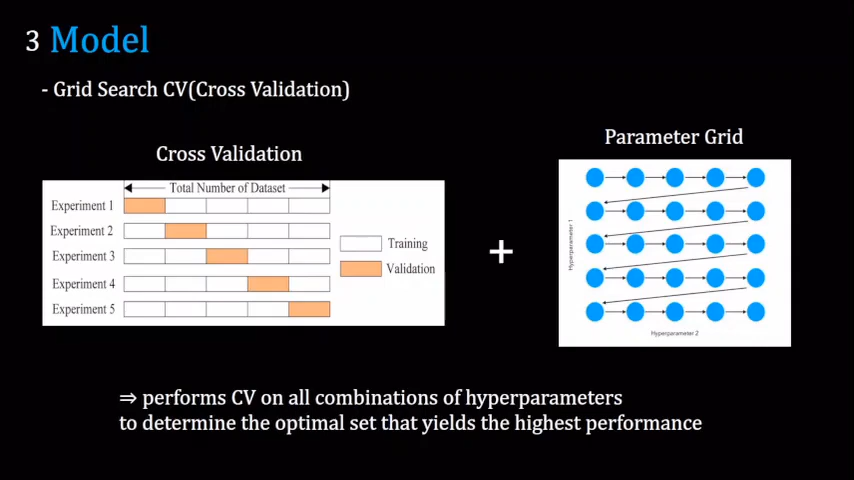 3 Model
- Grid Search CV(Cross Validation)
Cross Validation
Total Number of Dataset
Experiment 1
Experiment 2
Experiment 3
Experiment 4
Experiment 5
Training
Validation
+
Parameter Grid
Hyperparameter 1
Hyperparameter 2
⇒ performs CV on all combinations of hyperparameters
to determine the optimal set that yields the highest performance